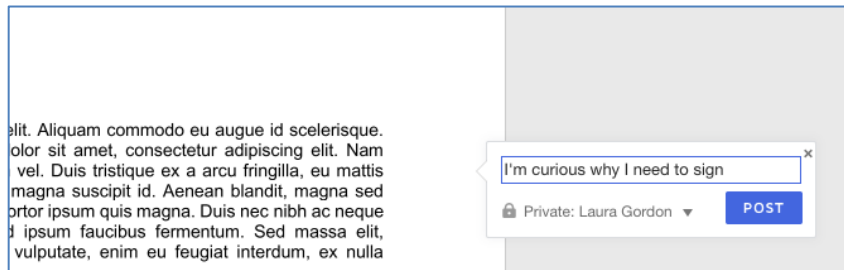 elit. Aliquam commodo eu augue id scelerisque.
olor sit amet, consectetur adipiscing elit. Nam
vel. Duis tristique ex a arcu fringilla, eu mattis
magna suscipit id. Aenean blandit, magna sed
ortor ipsum quis magna. Duis nec nibh ac neque
ipsum faucibus fermentum. Sed massa elit,
vulputate, enim eu feugiat interdum, ex nulla
I'm curious why I need to sign
Private: Laura Gordon
POST